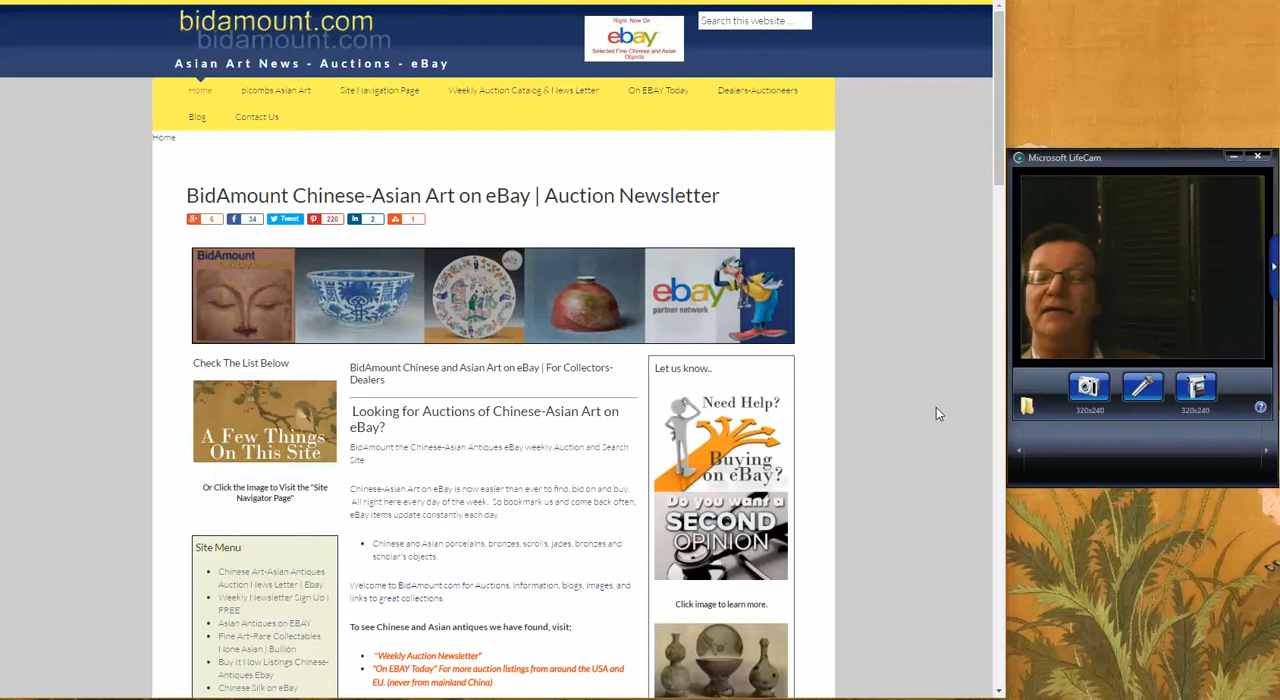 bidamount.com
bidamount.com
Asian Art News - Auctions - eBay
Right Now On
ebay
Selected Fine Chinese and Asian
Objects
Search this website …
Home
plcombs Asian Art
Site Navigation Page
Weekly Auction Catalog & News Letter
On EBAY Today
Dealers-Auctioneers
Blog
Contact Us
Home
BidAmount Chinese-Asian Art on eBay | Auction Newsletter
6
34
Tweet
220
2
1
BidAmount
ebay
partner network
Check The List Below
A Few Things
On This Site
Or Click the Image to Visit the "Site
Navigator Page"
Site Menu
Chinese Art-Asian Antiques
Auction News Letter | Ebay
Weekly Newsletter Sign Up |
FREE
Asian Antiques on EBAY
Fine Art-Rare Collectables
Home Asian | Bullion
Buy It Now Listings Chinese-
Antiques Ebay
Chinese Silk on eBay
BidAmount Chinese and Asian Art on eBay | For Collectors-
Dealers
Looking for Auctions of Chinese-Asian Art on
eBay?
BidAmount the Chinese-Asian Antiques eBay weekly Auction and Search
Site
Chinese-Asian Art on eBay is now easier than ever to find, bid on and buy.
All right here every day of the week. So bookmark us and come back often,
eBay items update constantly each day.
Chinese and Asian porcelains, bronzes, scrolls, jades, bronzes and
scholar's objects.
Welcome to BidAmount.com for Auctions, information, blogs, images, and
links to great collections.
To see Chinese and Asian antiques we have found, visit;
"Weekly Auction Newsletter"
"On EBAY Today" For more auction listings from around the USA and
EU. (never from mainland China)
Let us know..
Need Help?
Buying
on eBay?
Do you want a
SECOND
OPINION
Click image to learn more.
Microsoft LifeCam
320x240
320x240